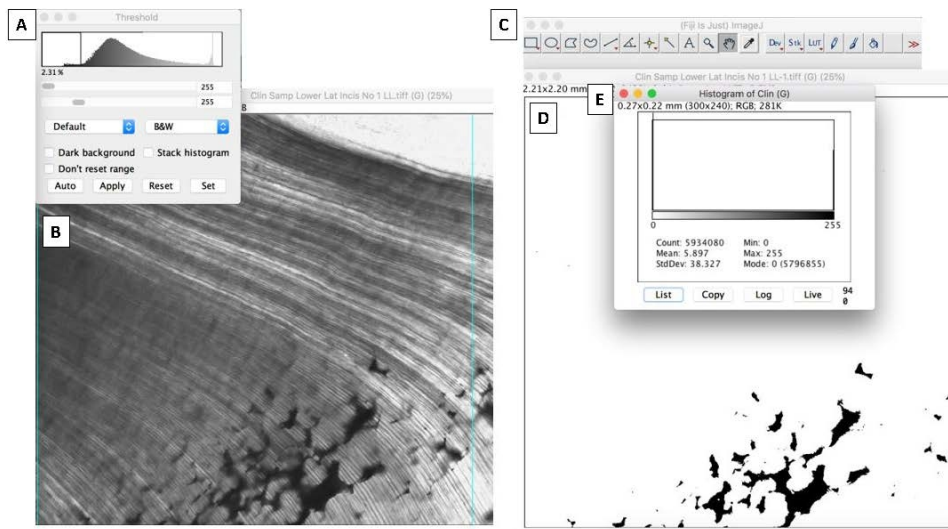 A
Threshold
2.31 %
255
255
Default
B&W
Dark background
Stack histogram
Don't reset range
Auto
Apply
Reset
Set
Clin Samp Lower Lat Incis No 1 LL.tiff (G) (25%)
8
B
C
(Fiji Is Just) ImageJ
A
Dev
Stk
LUT
Clin Samp Lower Lat Incis No 1 LL-1.tiff (G) (25%)
2.21x2.20 mm
D
E
Histogram of Clin (G)
0.27x0.22 mm (300x240); RGB; 281K
0
255
Count: 5934080
Min: 0
Mean: 5.897
Max: 255
StdDev: 38.327
Mode: 0 (5796855)
List
Copy
Log
Live
94
0